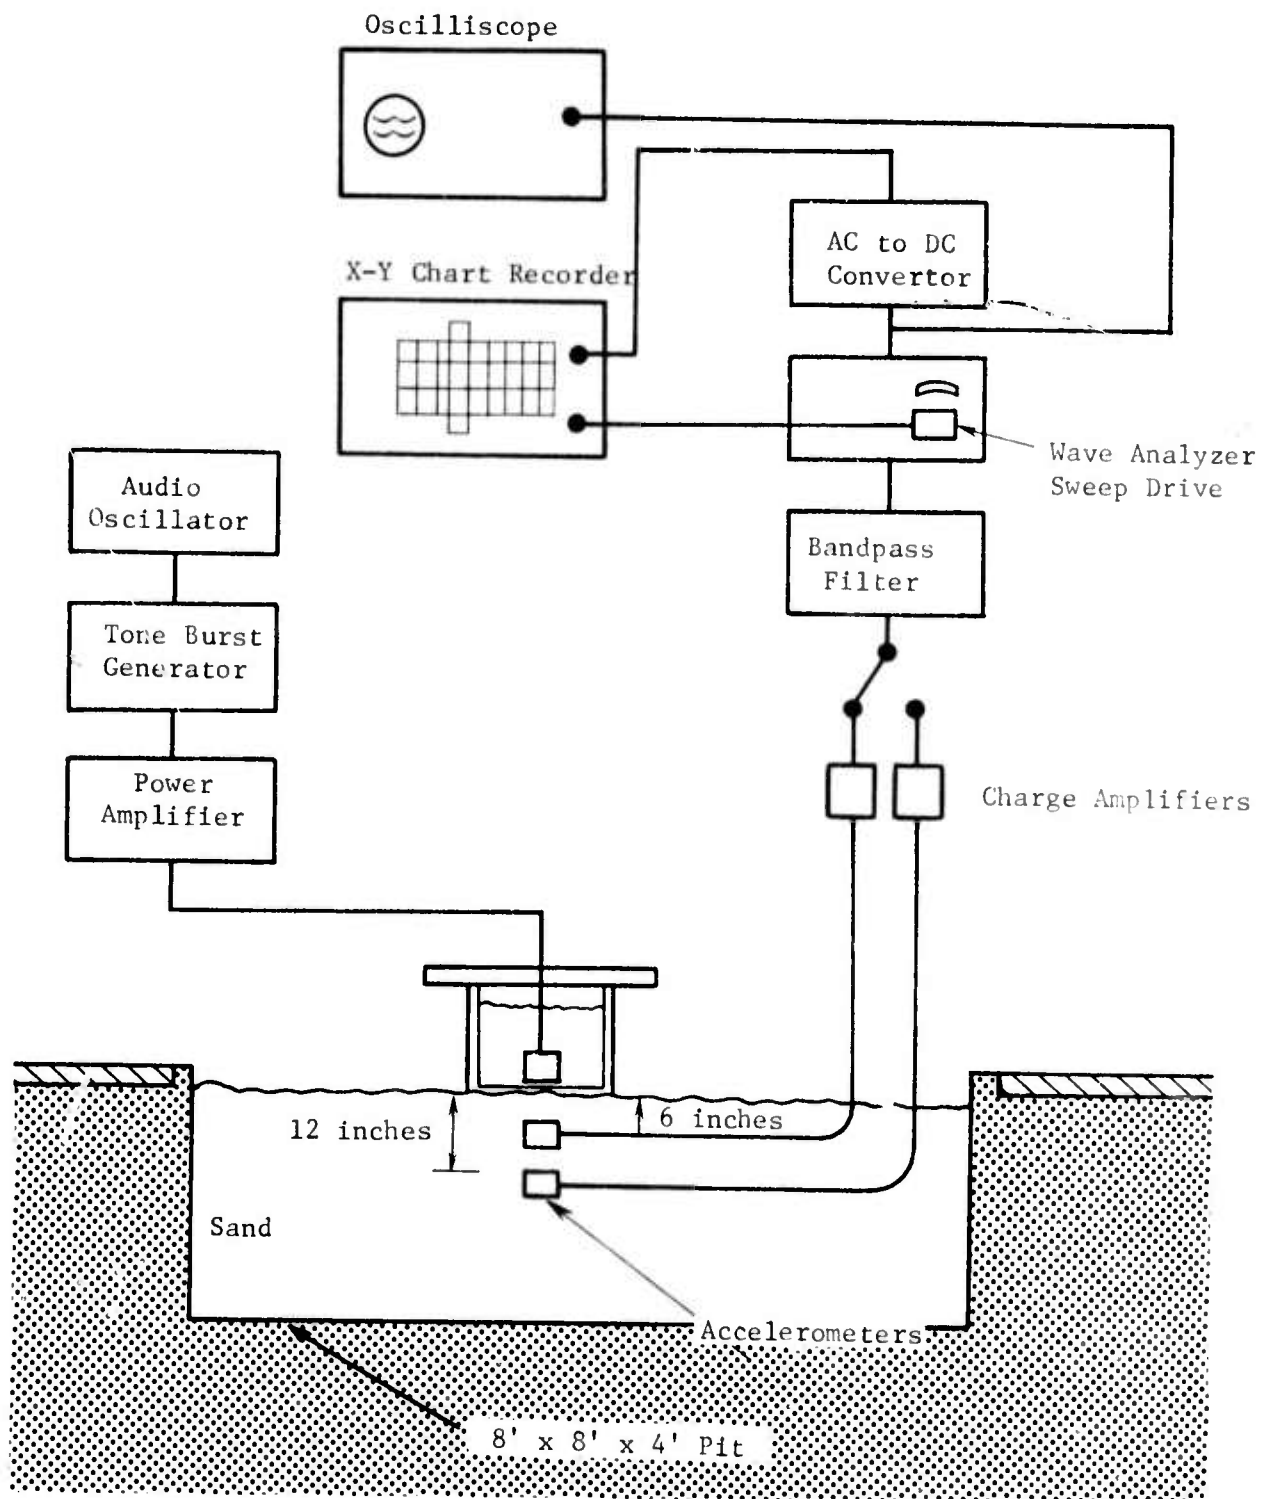 Oscilliscope
AC to DC
Convertor
X-Y Chart Recorder
Wave Analyzer
Sweep Drive
Audio
Oscillator
Bandpass
Filter
Tone Burst
Generator
Power
Amplifier
Charge Amplifiers
12 inches
6 inches
Sand
Accelerometers
8' x 8' x 4' Pit